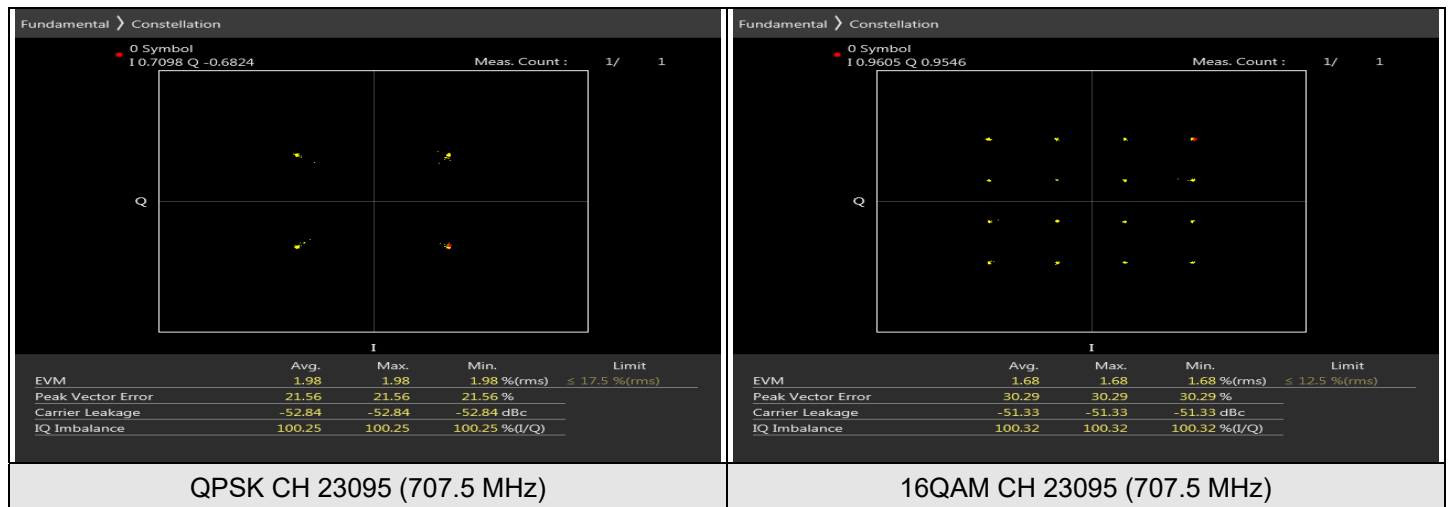 Fundamental ❯ Constellation
0 Symbol
I 0.7098 Q -0.6824 Meas. Count : 1/ 1
Q
I
Avg. Max. Min. Limit
EVM 1.98 1.98 1.98 %(rms) ≤ 17.5 %(rms)
Peak Vector Error 21.56 21.56 21.56 %
Carrier Leakage -52.84 -52.84 -52.84 dBc
IQ Imbalance 100.25 100.25 100.25 %(I/Q)
QPSK CH 23095 (707.5 MHz)
Fundamental ❯ Constellation
0 Symbol
I 0.9605 Q 0.9546 Meas. Count : 1/ 1
Q
I
Avg. Max. Min. Limit
EVM 1.68 1.68 1.68 %(rms) ≤ 12.5 %(rms)
Peak Vector Error 30.29 30.29 30.29 %
Carrier Leakage -51.33 -51.33 -51.33 dBc
IQ Imbalance 100.32 100.32 100.32 %(I/Q)
16QAM CH 23095 (707.5 MHz)